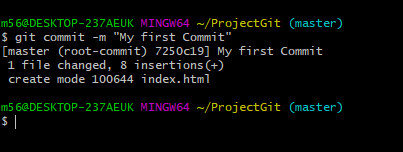 m56@DESKTOP-237AEUK MINGW64 ~/ProjectGit (master)
$ git commit -m "My first Commit"
[master (root-commit) 7250c19] My first Commit
 1 file changed, 8 insertions(+)
 create mode 100644 index.html
m56@DESKTOP-237AEUK MINGW64 ~/ProjectGit (master)
$